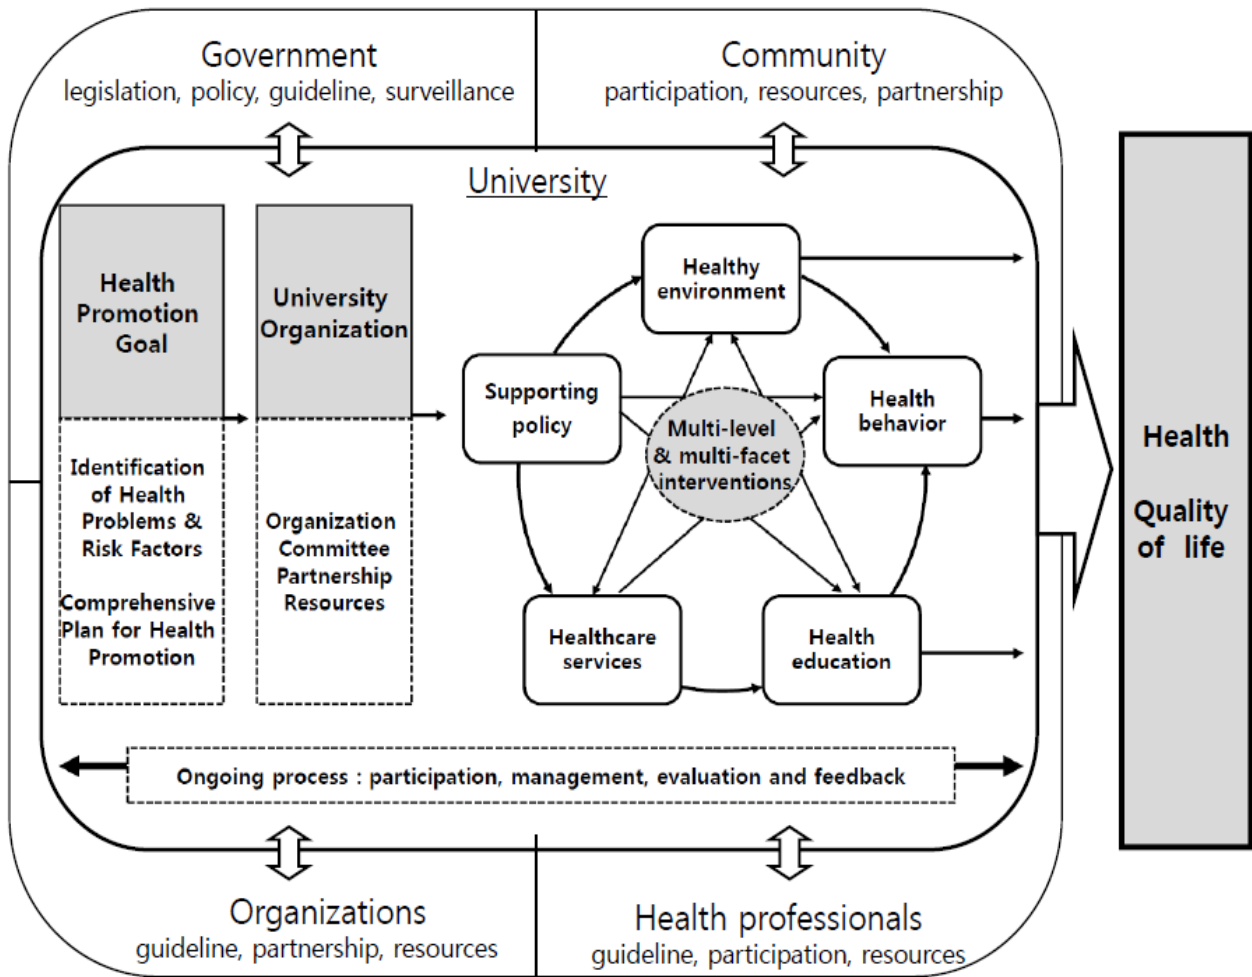 Government
legislation, policy, guideline, surveillance
Community
participation, resources, partnership
University
Health
Promotion
Goal
Identification
of Health
Problems &
Risk Factors
Comprehensive
Plan for Health
Promotion
University
Organization
Organization
Committee
Partnership
Resources
Healthy
environment
Supporting
policy
Health
behavior
Multi-level
& multi-facet
interventions
Healthcare
services
Health
education
Ongoing process : participation, management, evaluation and feedback
Health
Quality
of life
Organizations
guideline, partnership, resources
Health professionals
guideline, participation, resources